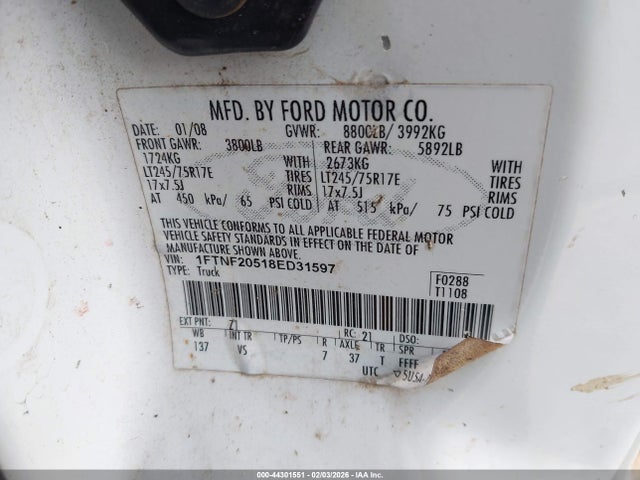 MFD. BY FORD MOTOR CO.
DATE: 01/08 GVWR: 8800LB/ 3992KG
FRONT GAWR: 3800LB REAR GAWR: 5892LB
1724KG WITH 2673KG WITH
LT245/75R17E TIRES LT245/75R17E TIRES
17x7.5J RIMS 17x7.5J RIMS
AT 450 kPa/ 65 PSI COLD AT 515 kPa/ 75 PSI COLD
THIS VEHICLE CONFORMS TO ALL APPLICABLE FEDERAL MOTOR
VEHICLE SAFETY STANDARDS IN EFFECT ON THE DATE OF
MANUFACTURE SHOWN ABOVE.
VIN: 1FTNF20518ED31597
TYPE: Truck
F0288
T1108
EXT PNT: Z1 RC: 21 DSO:
WB INT TR TP/PS R AXLE TR SPR
137 VS 7 37 T FFFF
UTC
000-44301551 - 02/03/2026 - IAA Inc.